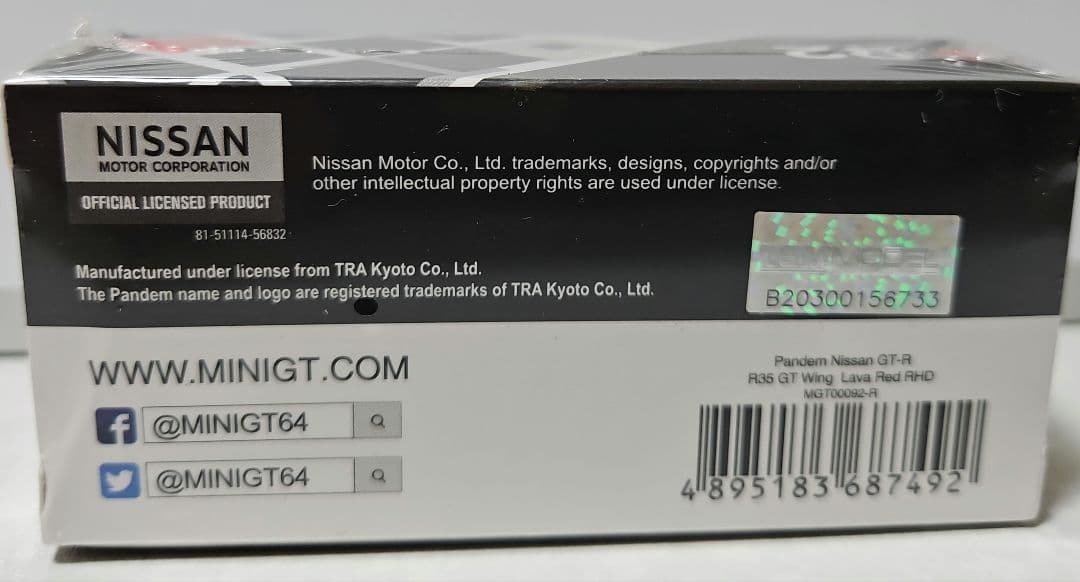 NISSAN
MOTOR CORPORATION
OFFICIAL LICENSED PRODUCT
81-51114-56832
Nissan Motor Co., Ltd. trademarks, designs, copyrights and/or
other intellectual property rights are used under license.
Manufactured under license from TRA Kyoto Co., Ltd.
The Pandem name and logo are registered trademarks of TRA Kyoto Co., Ltd.
B20300156733
WWW.MINIGT.COM
f @MINIGT64
@MINIGT64
Pandem Nissan GT-R
R35 GT Wing Lava Red RHD
MGT00092-R
4 895183 687492